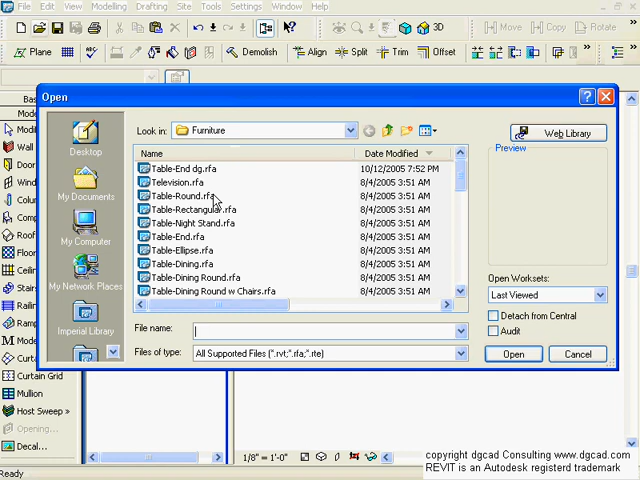 File Edit View Modelling Drafting Site Tools Settings Window Help
3D
Plane Demolish Align Split Trim Offset
Show Copy Rotate
Open
Look in: Furniture
Web Library
Name Date Modified
Preview
Table-End dg.rfa 10/12/2005 7:52 PM
Television.rfa 8/4/2005 3:51 AM
Table-Round.rfa 8/4/2005 3:51 AM
Table-Rectangular.rfa 8/4/2005 3:51 AM
Table-Night Stand.rfa 8/4/2005 3:51 AM
Table-End.rfa 8/4/2005 3:51 AM
Table-Ellipse.rfa 8/4/2005 3:51 AM
Table-Dining.rfa 8/4/2005 3:51 AM
Table-Dining Round.rfa 8/4/2005 3:51 AM
Table-Dining Round w Chairs.rfa 8/4/2005 3:51 AM
Desktop
My Documents
My Computer
My Network Places
Imperial Library
Open Worksets:
Last Viewed
Detach from Central
Audit
File name:
Files of type: All Supported Files (*.rvt;*.rfa;*.rte)
Open Cancel
Bas
Mode
Modif
Wall
Door
Wind
Colum
Roof
Floor
Ceilin
Stairs
Railin
Ramp
Mode
Curtain Grid
Mullion
Host Sweep
Opening...
Decal...
1/8" = 1'-0"
copyright dgcad Consulting www.dgcad.com
REVIT is an Autodesk registerd trademark
Ready